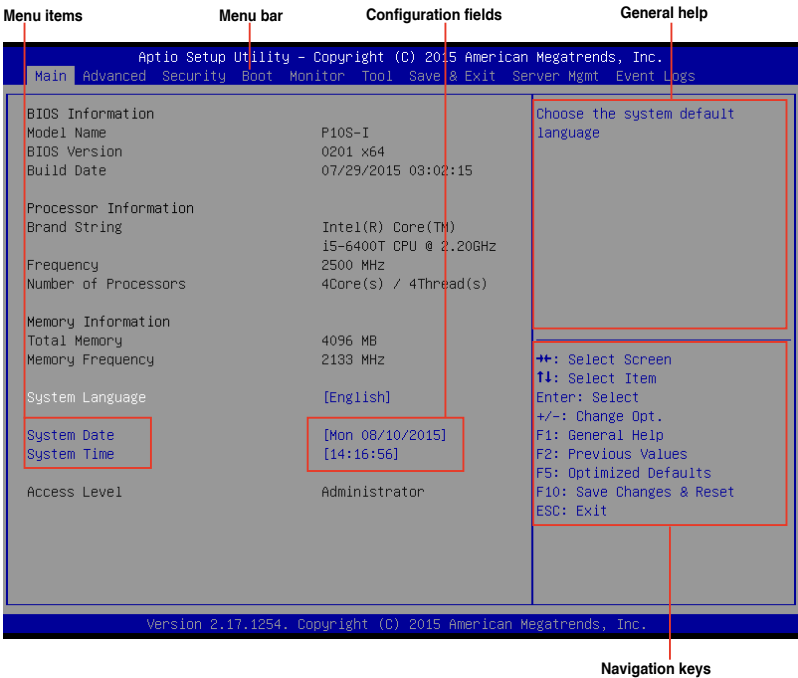 Menu items Menu bar Configuration fields General help
Aptio Setup Utility – Copyright (C) 2015 American Megatrends, Inc.
Main Advanced Security Boot Monitor Tool Save & Exit Server Mgmt Event Logs
BIOS Information
Model Name P10S-I
BIOS Version 0201 x64
Build Date 07/29/2015 03:02:15
Processor Information
Brand String Intel(R) Core(TM)
i5-6400T CPU @ 2.20GHz
Frequency 2500 MHz
Number of Processors 4Core(s) / 4Thread(s)
Memory Information
Total Memory 4096 MB
Memory Frequency 2133 MHz
System Language [English]
System Date [Mon 08/10/2015]
System Time [14:16:56]
Access Level Administrator
Choose the system default
language
→←: Select Screen
↑↓: Select Item
Enter: Select
+/-: Change Opt.
F1: General Help
F2: Previous Values
F5: Optimized Defaults
F10: Save Changes & Reset
ESC: Exit
Version 2.17.1254. Copyright (C) 2015 American Megatrends, Inc.
Navigation keys